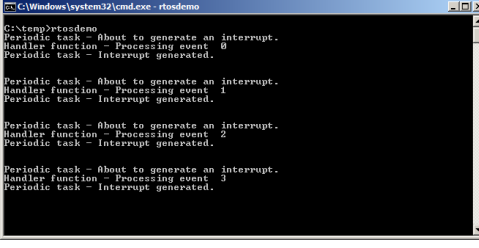 C:\Windows\system32\cmd.exe - rtosdemo
C:\temp>rtosdemo
Periodic task - About to generate an interrupt.
Handler function - Processing event  0
Periodic task - Interrupt generated.
Periodic task - About to generate an interrupt.
Handler function - Processing event  1
Periodic task - Interrupt generated.
Periodic task - About to generate an interrupt.
Handler function - Processing event  2
Periodic task - Interrupt generated.
Periodic task - About to generate an interrupt.
Handler function - Processing event  3
Periodic task - Interrupt generated.